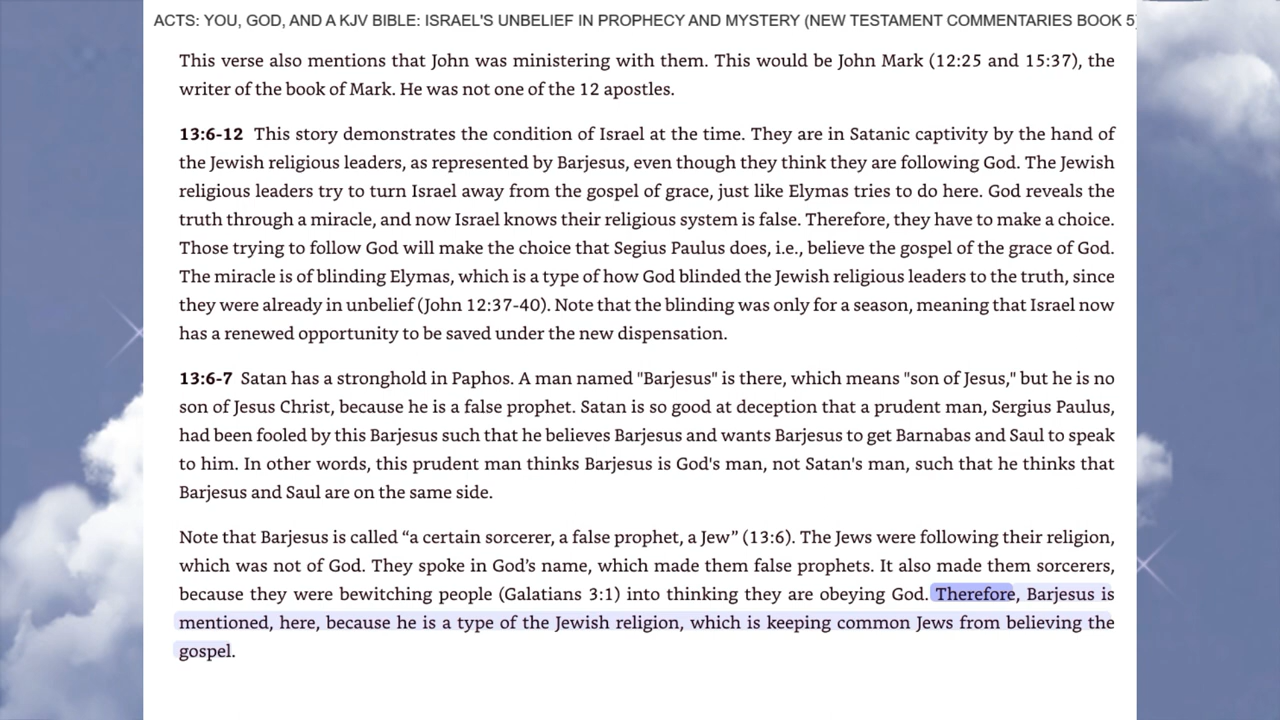 ACTS: YOU, GOD, AND A KJV BIBLE: ISRAEL'S UNBELIEF IN PROPHECY AND MYSTERY (NEW TESTAMENT COMMENTARIES BOOK 5)
This verse also mentions that John was ministering with them. This would be John Mark (12:25 and 15:37), the
writer of the book of Mark. He was not one of the 12 apostles.
13:6-12 This story demonstrates the condition of Israel at the time. They are in Satanic captivity by the hand of
the Jewish religious leaders, as represented by Barjesus, even though they think they are following God. The Jewish
religious leaders try to turn Israel away from the gospel of grace, just like Elymas tries to do here. God reveals the
truth through a miracle, and now Israel knows their religious system is false. Therefore, they have to make a choice.
Those trying to follow God will make the choice that Segius Paulus does, i.e., believe the gospel of the grace of God.
The miracle is of blinding Elymas, which is a type of how God blinded the Jewish religious leaders to the truth, since
they were already in unbelief (John 12:37-40). Note that the blinding was only for a season, meaning that Israel now
has a renewed opportunity to be saved under the new dispensation.
13:6-7 Satan has a stronghold in Paphos. A man named "Barjesus" is there, which means "son of Jesus," but he is no
son of Jesus Christ, because he is a false prophet. Satan is so good at deception that a prudent man, Sergius Paulus,
had been fooled by this Barjesus such that he believes Barjesus and wants Barjesus to get Barnabas and Saul to speak
to him. In other words, this prudent man thinks Barjesus is God's man, not Satan's man, such that he thinks that
Barjesus and Saul are on the same side.
Note that Barjesus is called “a certain sorcerer, a false prophet, a Jew” (13:6). The Jews were following their religion,
which was not of God. They spoke in God’s name, which made them false prophets. It also made them sorcerers,
because they were bewitching people (Galatians 3:1) into thinking they are obeying God. Therefore, Barjesus is
mentioned, here, because he is a type of the Jewish religion, which is keeping common Jews from believing the
gospel.